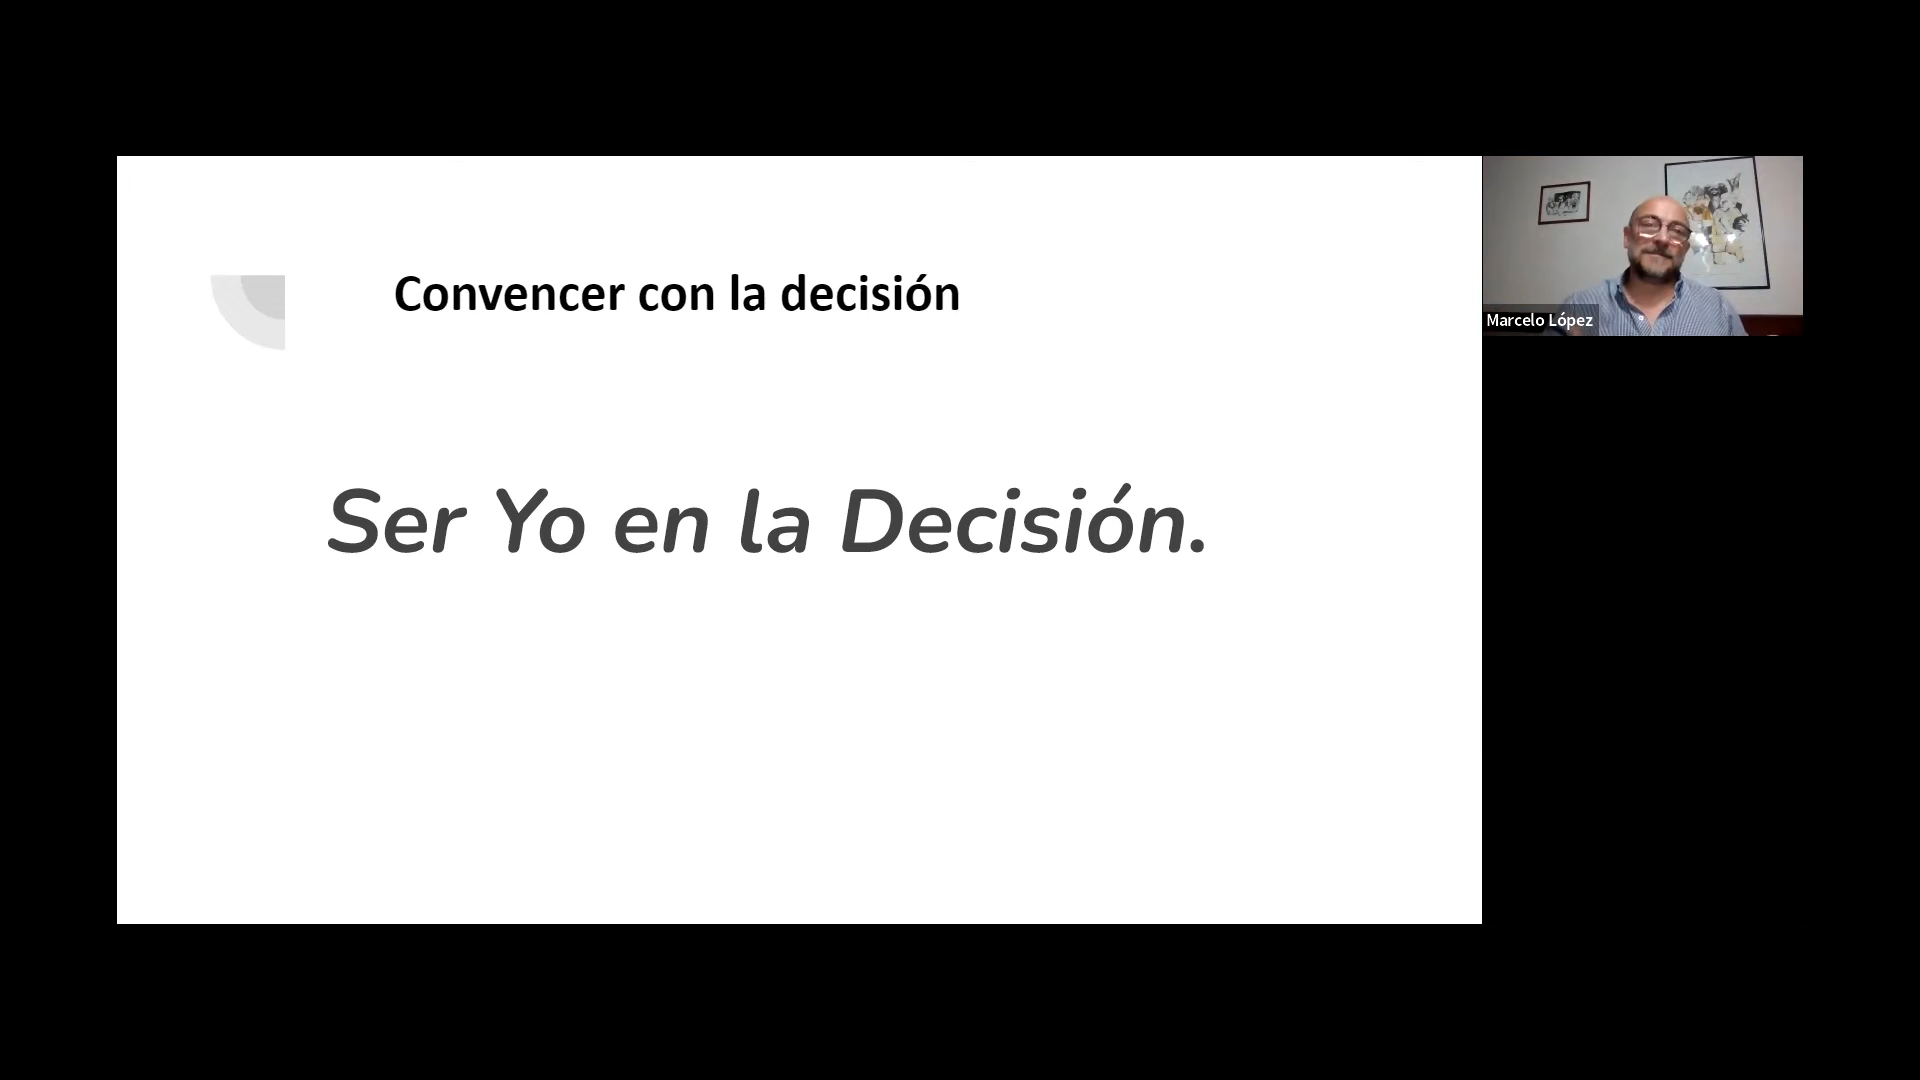 Convencer con la decisión
Ser Yo en la Decisión.
Marcelo López